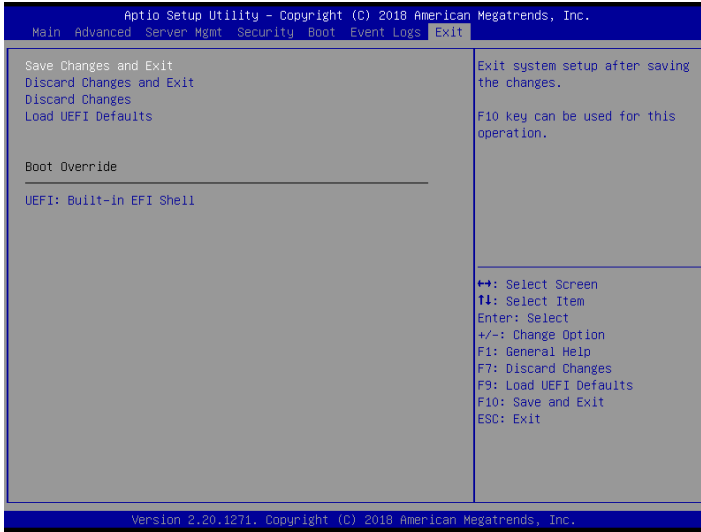 Aptio Setup Utility – Copyright (C) 2018 American Megatrends, Inc.
Main Advanced Server Mgmt Security Boot Event Logs Exit
Save Changes and Exit
Discard Changes and Exit
Discard Changes
Load UEFI Defaults
Boot Override
UEFI: Built-in EFI Shell
Exit system setup after saving
the changes.
F10 key can be used for this
operation.
↔: Select Screen
↑↓: Select Item
Enter: Select
+/-: Change Option
F1: General Help
F7: Discard Changes
F9: Load UEFI Defaults
F10: Save and Exit
ESC: Exit
Version 2.20.1271. Copyright (C) 2018 American Megatrends, Inc.